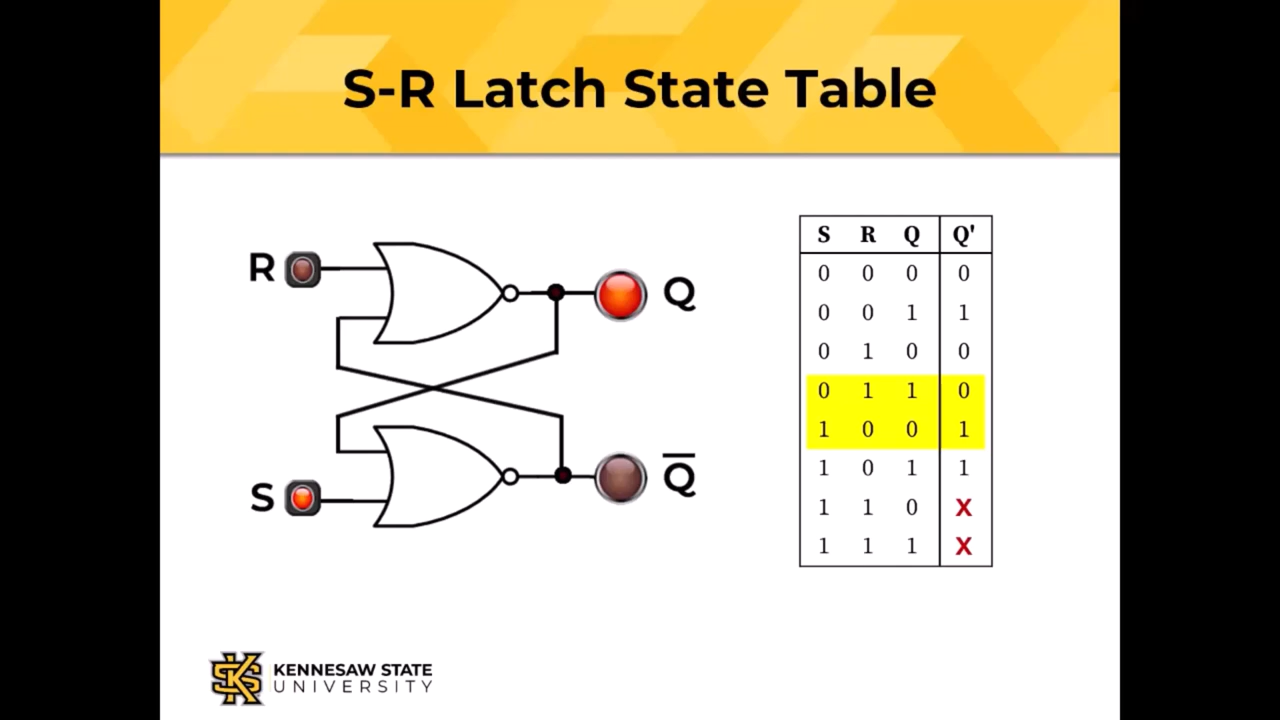 S-R Latch State Table
R
Q
S
Q̅
S R Q Q'
0 0 0 0
0 0 1 1
0 1 0 0
0 1 1 0
1 0 0 1
1 0 1 1
1 1 0 X
1 1 1 X
KS
KENNESAW STATE
UNIVERSITY